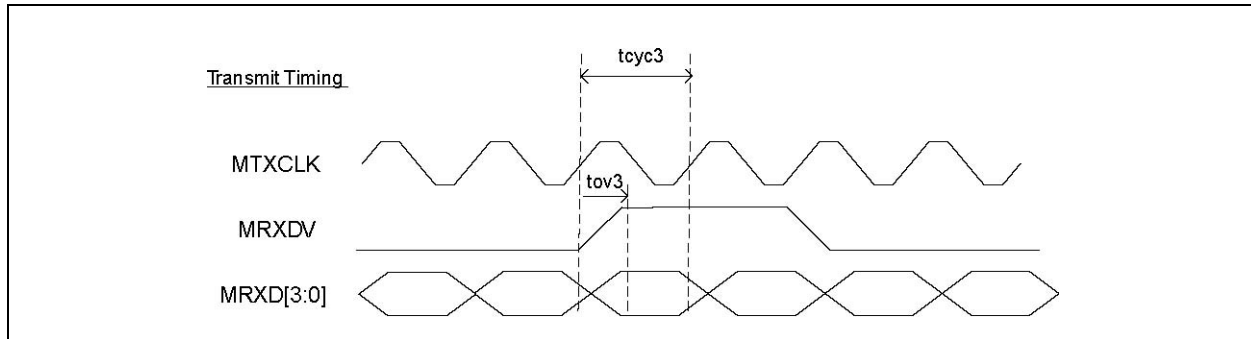 tcyc3
Transmit Timing
MTXCLK
tov3
MRXDV
MRXD[3:0]